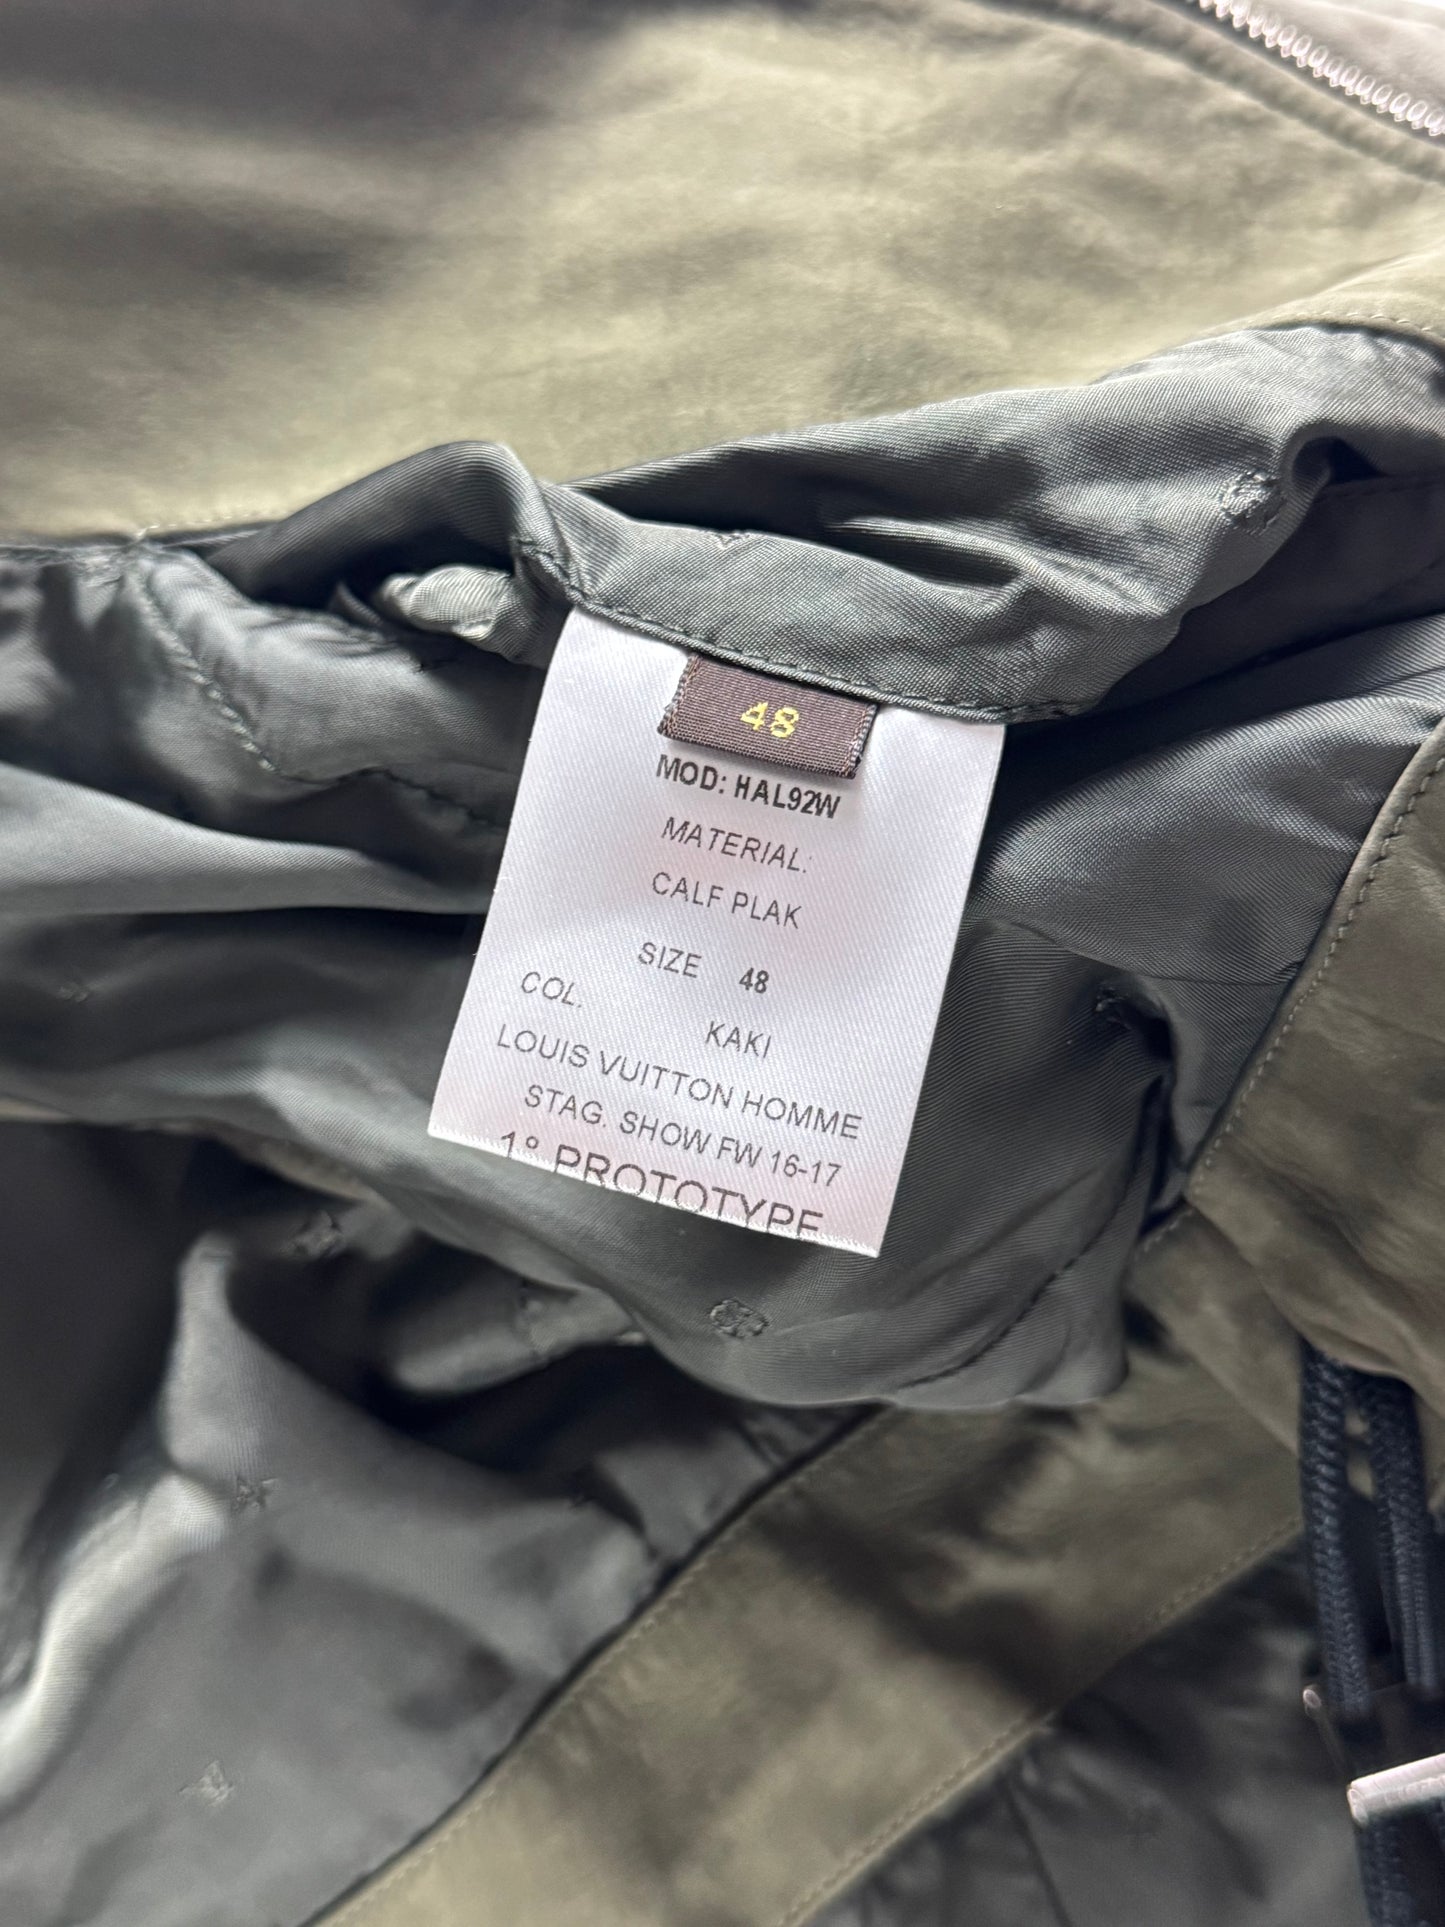 48
MOD: HAL92W
MATERIAL:
CALF PLAK
SIZE 48
COL. KAKI
LOUIS VUITTON HOMME
STAG. SHOW FW 16-17
1° PROTOTYPE